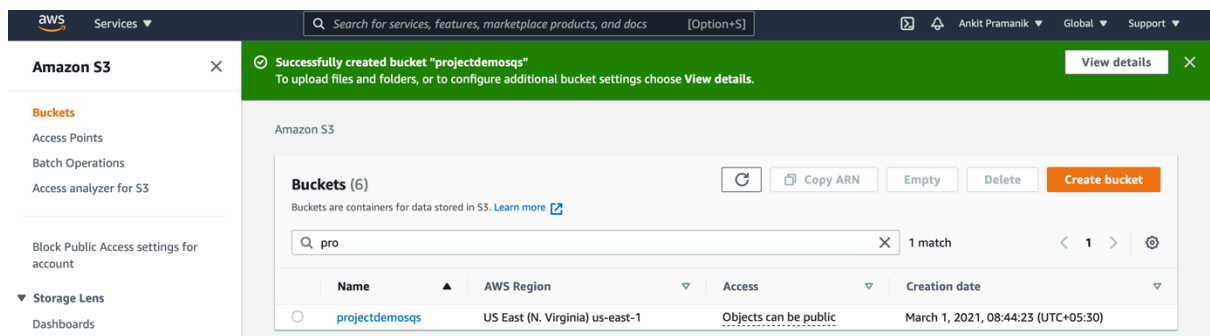 aws Services ▼ Search for services, features, marketplace products, and docs [Option+S] Ankit Pramanik ▼ Global ▼ Support ▼
Amazon S3
Buckets
Access Points
Batch Operations
Access analyzer for S3
Block Public Access settings for
account
▼ Storage Lens
Dashboards
Successfully created bucket "projectdemosqs"
To upload files and folders, or to configure additional bucket settings choose View details.
View details
Amazon S3
Buckets (6)
Copy ARN Empty Delete Create bucket
Buckets are containers for data stored in S3. Learn more
pro
1 match
1
Name AWS Region Access Creation date
projectdemosqs US East (N. Virginia) us-east-1 Objects can be public March 1, 2021, 08:44:23 (UTC+05:30)